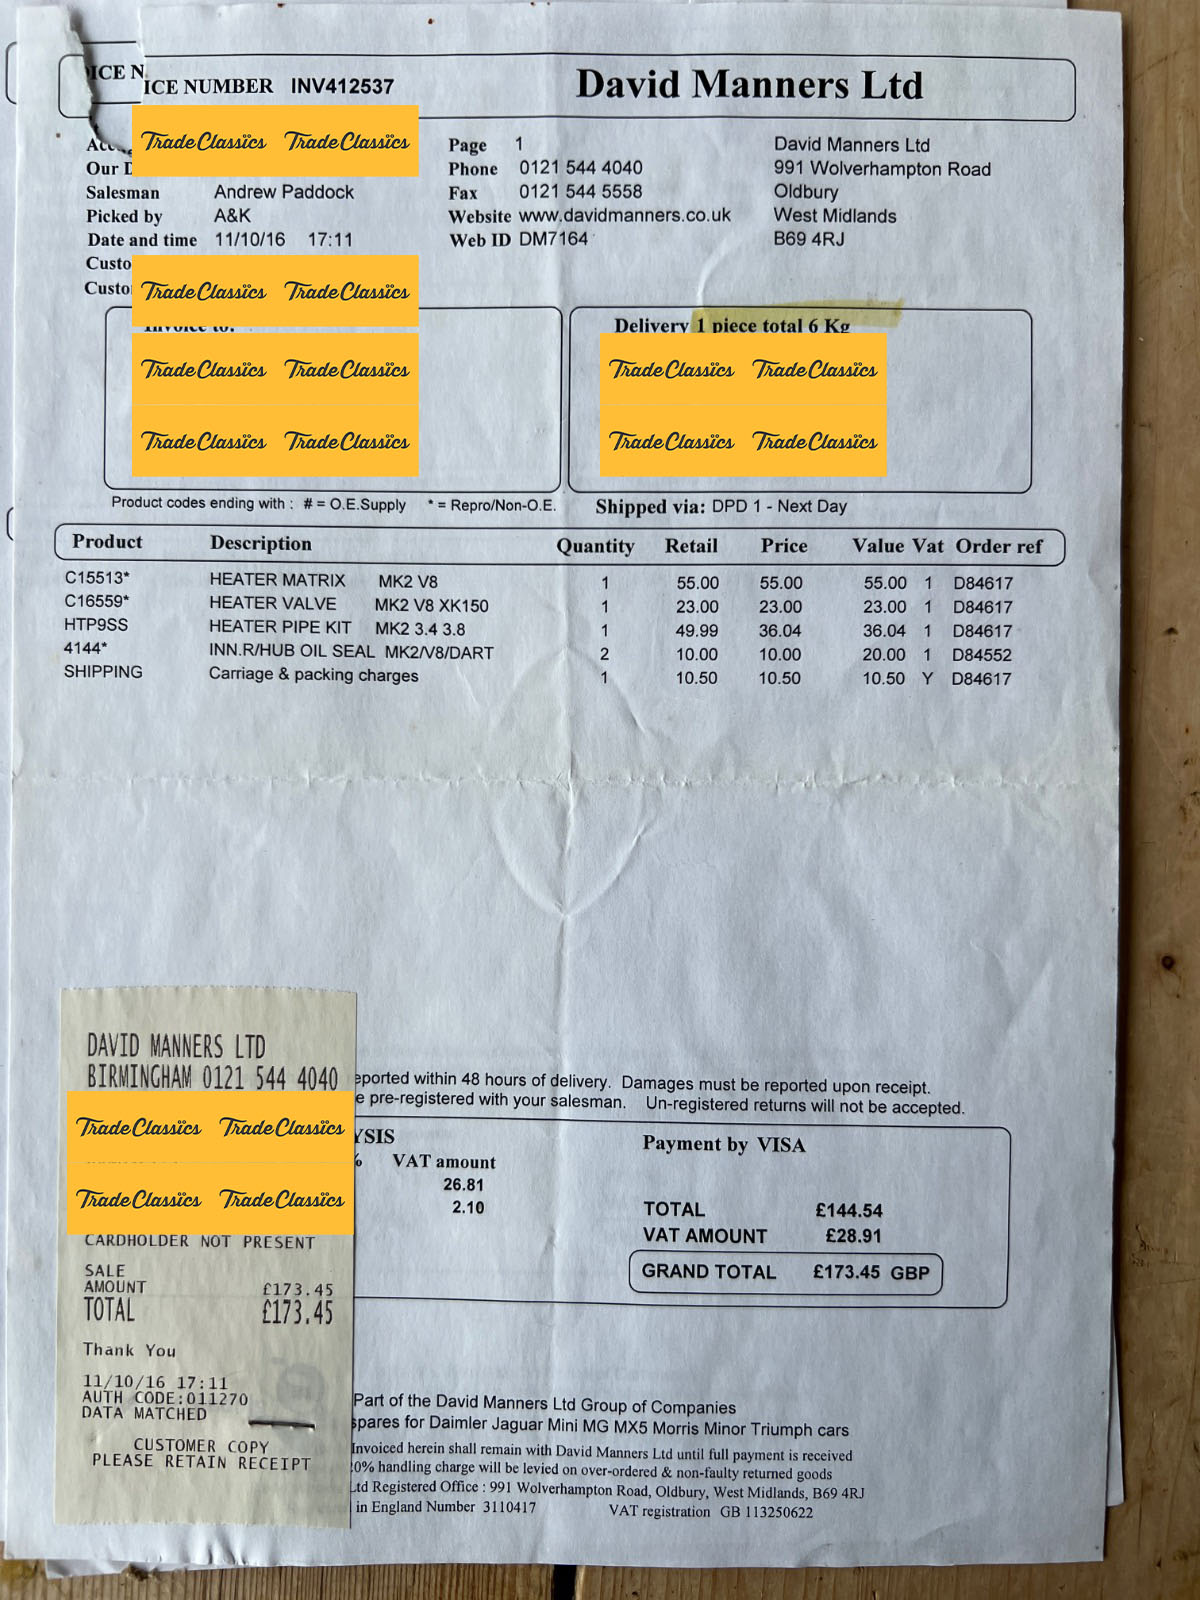 ICE N
ICE NUMBER INV412537
David Manners Ltd
TradeClassics TradeClassics
Page 1
David Manners Ltd
Our D
Phone 0121 544 4040
991 Wolverhampton Road
Salesman Andrew Paddock
Fax 0121 544 5558
Oldbury
Picked by A&K
Website www.davidmanners.co.uk
West Midlands
Date and time 11/10/16 17:11
Web ID DM7164
B69 4RJ
Custo
Custo
TradeClassics TradeClassics
Invoice to:
Delivery 1 piece total 6 Kg
TradeClassics TradeClassics
TradeClassics TradeClassics
TradeClassics TradeClassics
TradeClassics TradeClassics
Product codes ending with : # = O.E.Supply * = Repro/Non-O.E.
Shipped via: DPD 1 - Next Day
Product Description Quantity Retail Price Value Vat Order ref
C15513* HEATER MATRIX MK2 V8 1 55.00 55.00 55.00 1 D84617
C16559* HEATER VALVE MK2 V8 XK150 1 23.00 23.00 23.00 1 D84617
HTP9SS HEATER PIPE KIT MK2 3.4 3.8 1 49.99 36.04 36.04 1 D84617
4144* INN.R/HUB OIL SEAL MK2/V8/DART 2 10.00 10.00 20.00 1 D84552
SHIPPING Carriage & packing charges 1 10.50 10.50 10.50 Y D84617
DAVID MANNERS LTD
BIRMINGHAM 0121 544 4040
TradeClassics TradeClassics
TradeClassics TradeClassics
CARDHOLDER NOT PRESENT
SALE
AMOUNT £173.45
TOTAL £173.45
Thank You
11/10/16 17:11
AUTH CODE:011270
DATA MATCHED
CUSTOMER COPY
PLEASE RETAIN RECEIPT
eported within 48 hours of delivery. Damages must be reported upon receipt.
e pre-registered with your salesman. Un-registered returns will not be accepted.
YSIS
% VAT amount
26.81
2.10
Payment by VISA
TOTAL £144.54
VAT AMOUNT £28.91
GRAND TOTAL £173.45 GBP
Part of the David Manners Ltd Group of Companies
spares for Daimler Jaguar Mini MG MX5 Morris Minor Triumph cars
Invoiced herein shall remain with David Manners Ltd until full payment is received
0% handling charge will be levied on over-ordered & non-faulty returned goods
Ltd Registered Office : 991 Wolverhampton Road, Oldbury, West Midlands, B69 4RJ
in England Number 3110417 VAT registration GB 113250622